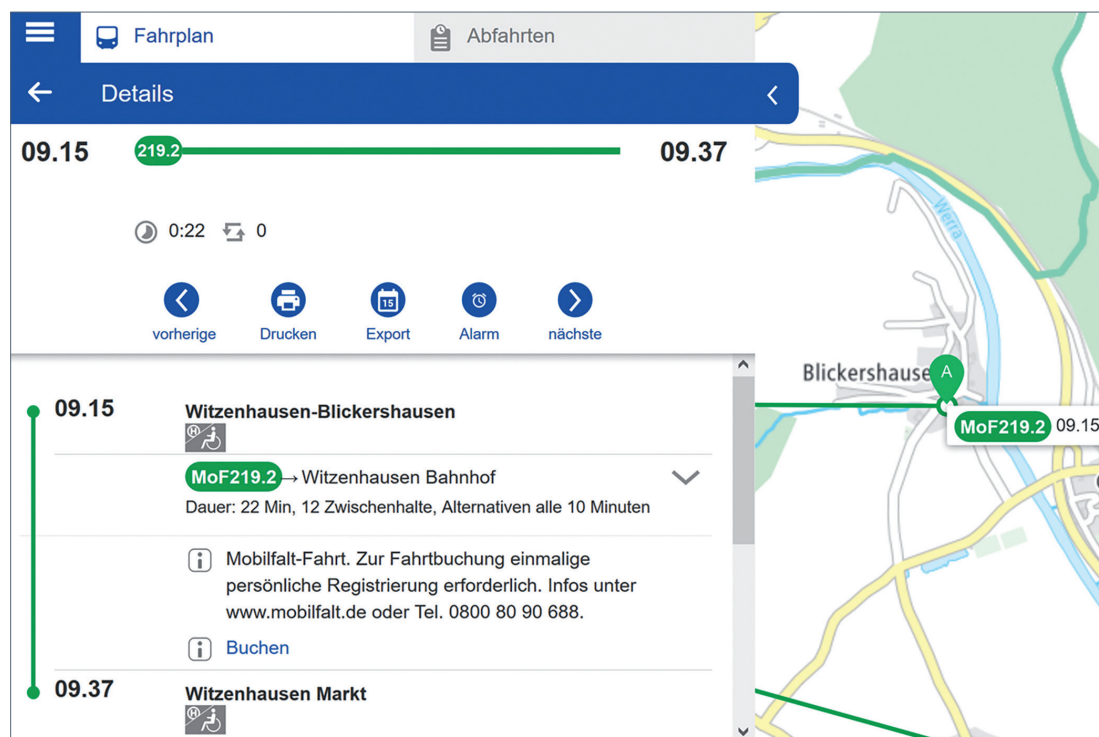 Fahrplan
Abfahrten
Details
09.15
219.2
09.37
0:22
0
15
vorherige
Drucken
Export
Alarm
nächste
09.15
Witzenhausen-Blickershausen
H
MoF219.2 → Witzenhausen Bahnhof
Dauer: 22 Min, 12 Zwischenhalte, Alternativen alle 10 Minuten
Mobilfalt-Fahrt. Zur Fahrtbuchung einmalige
persönliche Registrierung erforderlich. Infos unter
www.mobilfalt.de oder Tel. 0800 80 90 688.
Buchen
09.37
Witzenhausen Markt
H
Werra
Blickershause
A
MoF219.2 09.15